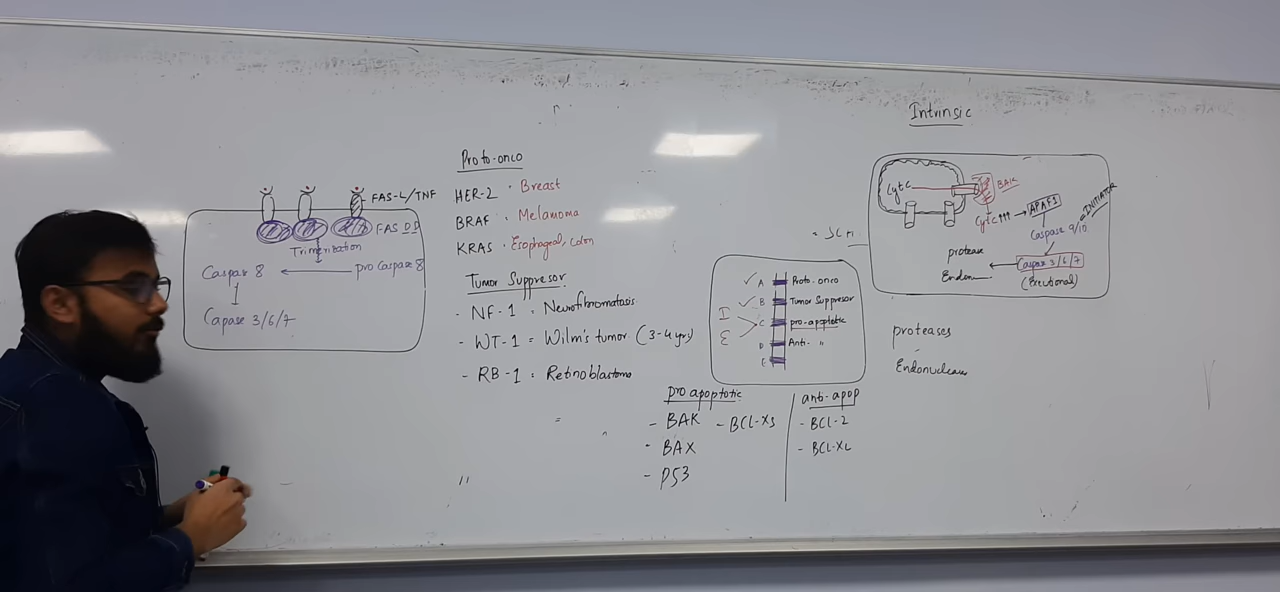 FAS-L/TNF
FAS DD
Trimerization
Caspas 8
pro Caspase 8
Capase 3/6/7
Proto-onco
HER-2 · Breast
BRAF · Melanoma
KRAS · Esophageal, colon
Tumor Suppresor
- NF-1 = Neurofibromatosis
- WT-1 = Wilm's tumor (3-4 yrs)
- RB-1 = Retinoblastoma
I
E
A Proto-onco
B Tumor Suppresor
C pro-apoptotic
D Anti- "
E
pro apoptotic
- BAK - BCL-XS
- BAX
- P53
anti-apop
- BCL-2
- BCL-XL
Intrinsic
Cyt C
BAK
Cyt C
APAF1
INITIATOR
Caspase 9/10
Caspase 3/6/7
protease
Endon
proteases
Endonucleas